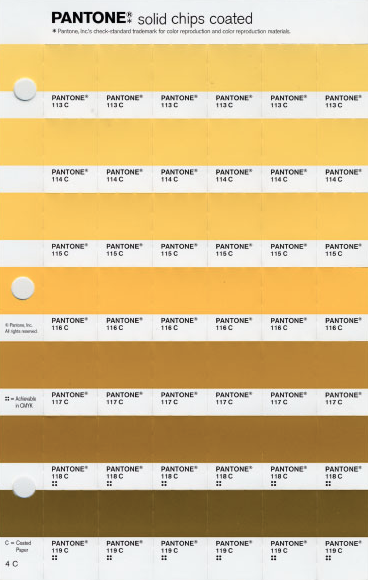 PANTONE®* solid chips coated
* Pantone, Inc.'s check-standard trademark for color reproduction and color reproduction materials.
PANTONE® PANTONE® PANTONE® PANTONE® PANTONE® PANTONE®
113 C 113 C 113 C 113 C 113 C 113 C
PANTONE® PANTONE® PANTONE® PANTONE® PANTONE® PANTONE®
114 C 114 C 114 C 114 C 114 C 114 C
PANTONE® PANTONE® PANTONE® PANTONE® PANTONE® PANTONE®
115 C 115 C 115 C 115 C 115 C 115 C
© Pantone, Inc.
All rights reserved
PANTONE® PANTONE® PANTONE® PANTONE® PANTONE® PANTONE®
116 C 116 C 116 C 116 C 116 C 116 C
= Achievable
in CMYK
PANTONE® PANTONE® PANTONE® PANTONE® PANTONE® PANTONE®
117 C 117 C 117 C 117 C 117 C 117 C
PANTONE® PANTONE® PANTONE® PANTONE® PANTONE® PANTONE®
118 C 118 C 118 C 118 C 118 C 118 C
C = Coated
Paper
PANTONE® PANTONE® PANTONE® PANTONE® PANTONE® PANTONE®
119 C 119 C 119 C 119 C 119 C 119 C
4 C